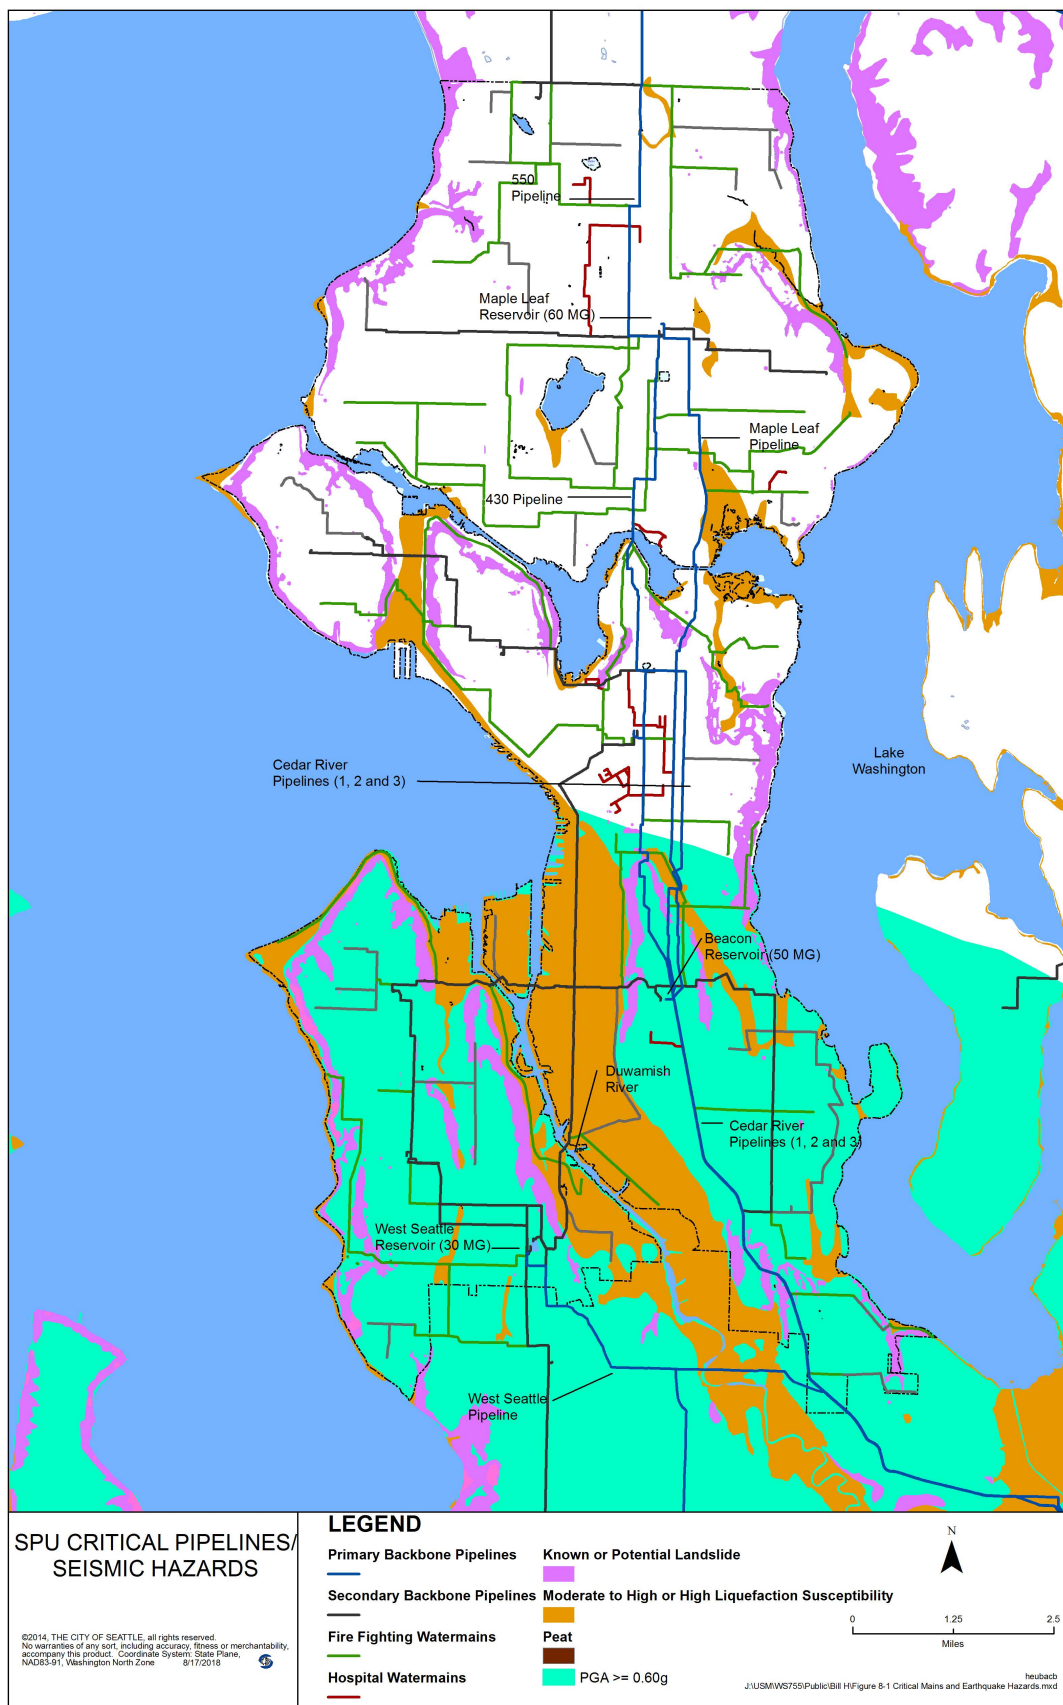 550
Pipeline
Maple Leaf
Reservoir (60 MG)
Maple Leaf
Pipeline
430 Pipeline
Cedar River
Pipelines (1, 2 and 3)
Lake
Washington
Beacon
Reservoir (50 MG)
Duwamish
River
Cedar River
Pipelines (1, 2 and 3)
West Seattle
Reservoir (30 MG)
West Seattle
Pipeline
SPU CRITICAL PIPELINES/
SEISMIC HAZARDS
©2014, THE CITY OF SEATTLE, all rights reserved.
No warranties of any sort, including accuracy, fitness or merchantability,
accompany this product. Coordinate System: State Plane,
NAD83-91, Washington North Zone 8/17/2018
LEGEND
Primary Backbone Pipelines
Secondary Backbone Pipelines
Fire Fighting Watermains
Hospital Watermains
Known or Potential Landslide
Moderate to High or High Liquefaction Susceptibility
Peat
PGA >= 0.60g
N
0 1.25 2.5
Miles
heubacb
J:\USM\WS755\Public\Bill H\Figure 8-1 Critical Mains and Earthquake Hazards.mxd